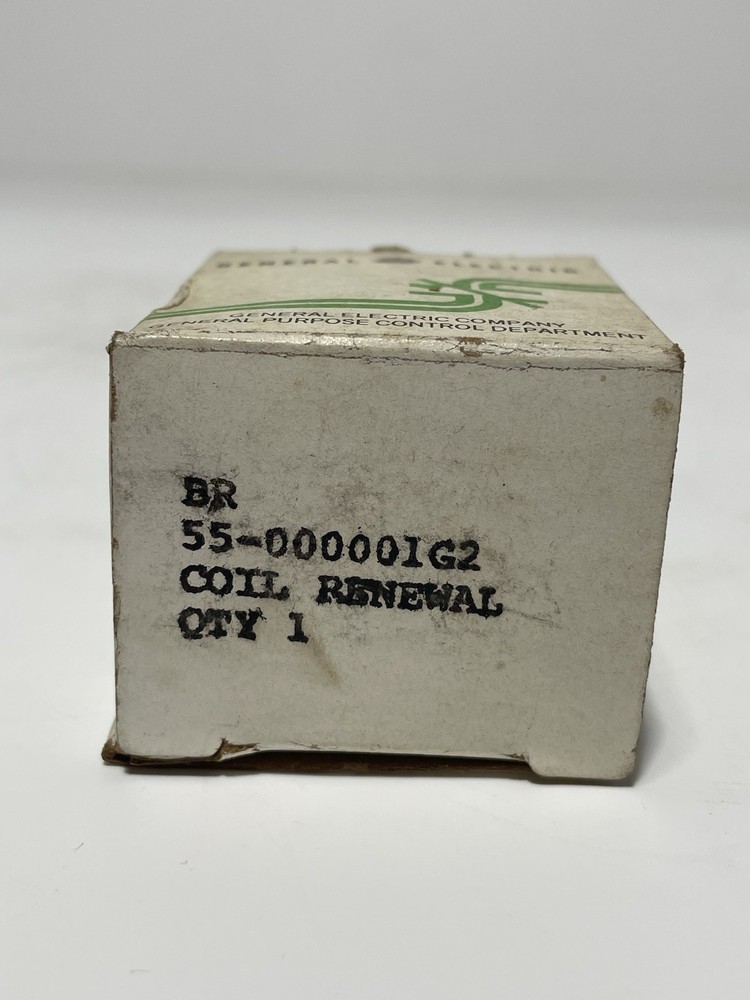 GENERAL ELECTRIC
GENERAL ELECTRIC COMPANY
GENERAL PURPOSE CONTROL DEPARTMENT
BR
55-000001G2
COIL RENEWAL
QTY 1